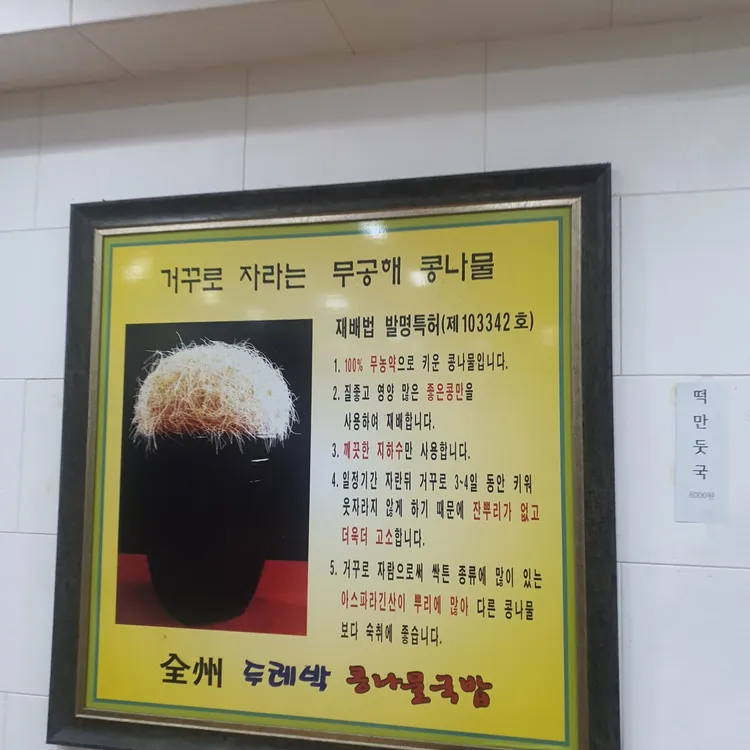 거꾸로 자라는 무공해 콩나물
재배법 발명특허(제103342호)
1. 100% 무농약으로 키운 콩나물입니다.
2. 질좋고 영양 많은 좋은콩만을
사용하여 재배합니다.
3. 깨끗한 지하수만 사용합니다.
4. 일정기간 자란뒤 거꾸로 3~4일 동안 키워
웃자라지 않게 하기 때문에 잔뿌리가 없고
더욱더 고소합니다.
5. 거꾸로 자람으로써 싹튼 종류에 많이 있는
아스파라긴산이 뿌리에 많아 다른 콩나물
보다 숙취에 좋습니다.
全州 두레박 콩나물국밥
떡
만
둣
국
8000원